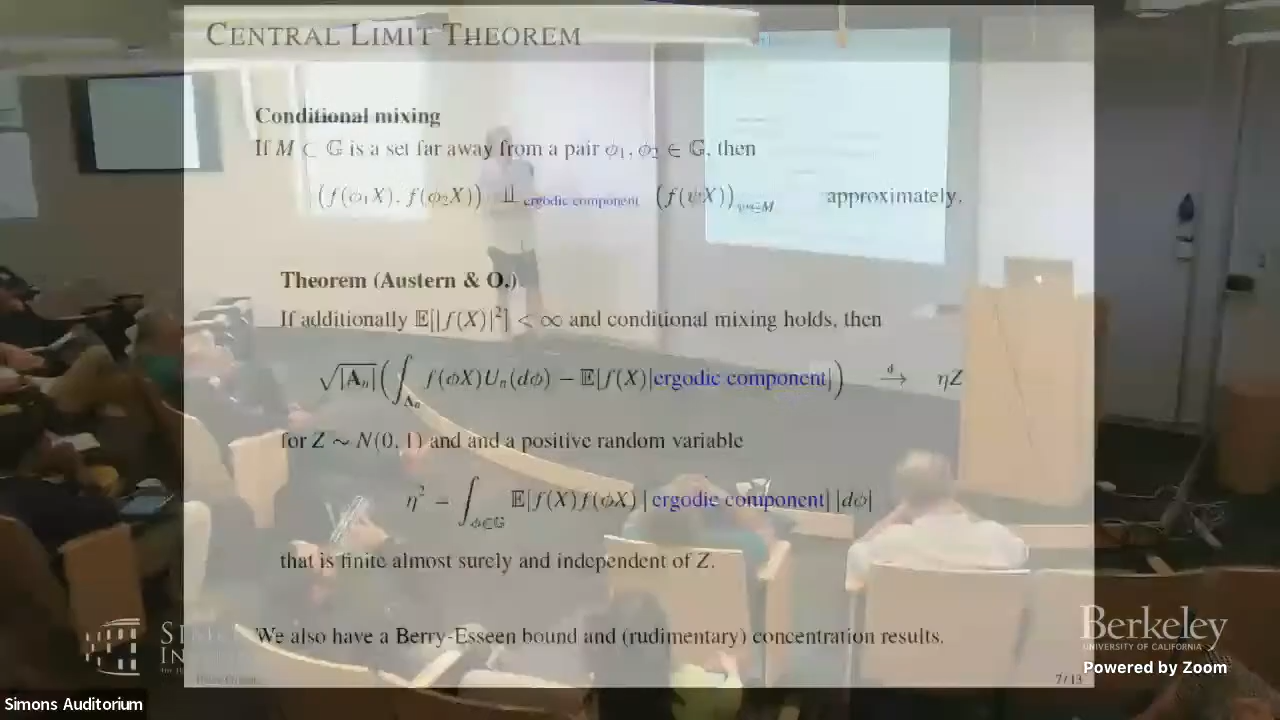 CENTRAL LIMIT THEOREM
Conditional mixing
If M ⊂ 𝔾 is a set far away from a pair ϕ₁, ϕ₂ ∈ 𝔾, then
(f(ϕ₁X), f(ϕ₂X)) ⫫ ergodic component (f(ψX))ψ∈M approximately.
Theorem (Austern & O.)
If additionally 𝔼[|f(X)|²] < ∞ and conditional mixing holds, then
√|Aₙ| (∫Aₙ f(ϕX)Uₙ(dϕ) − 𝔼[f(X)|ergodic component]) →d ηZ
for Z ∼ N(0, 1) and and a positive random variable
η² = ∫ϕ∈𝔾 𝔼[f(X)f(ϕX) | ergodic component] |dϕ|
that is finite almost surely and independent of Z.
We also have a Berry-Esseen bound and (rudimentary) concentration results.
7 / 13
Berkeley
UNIVERSITY OF CALIFORNIA
Powered by Zoom
Simons Auditorium